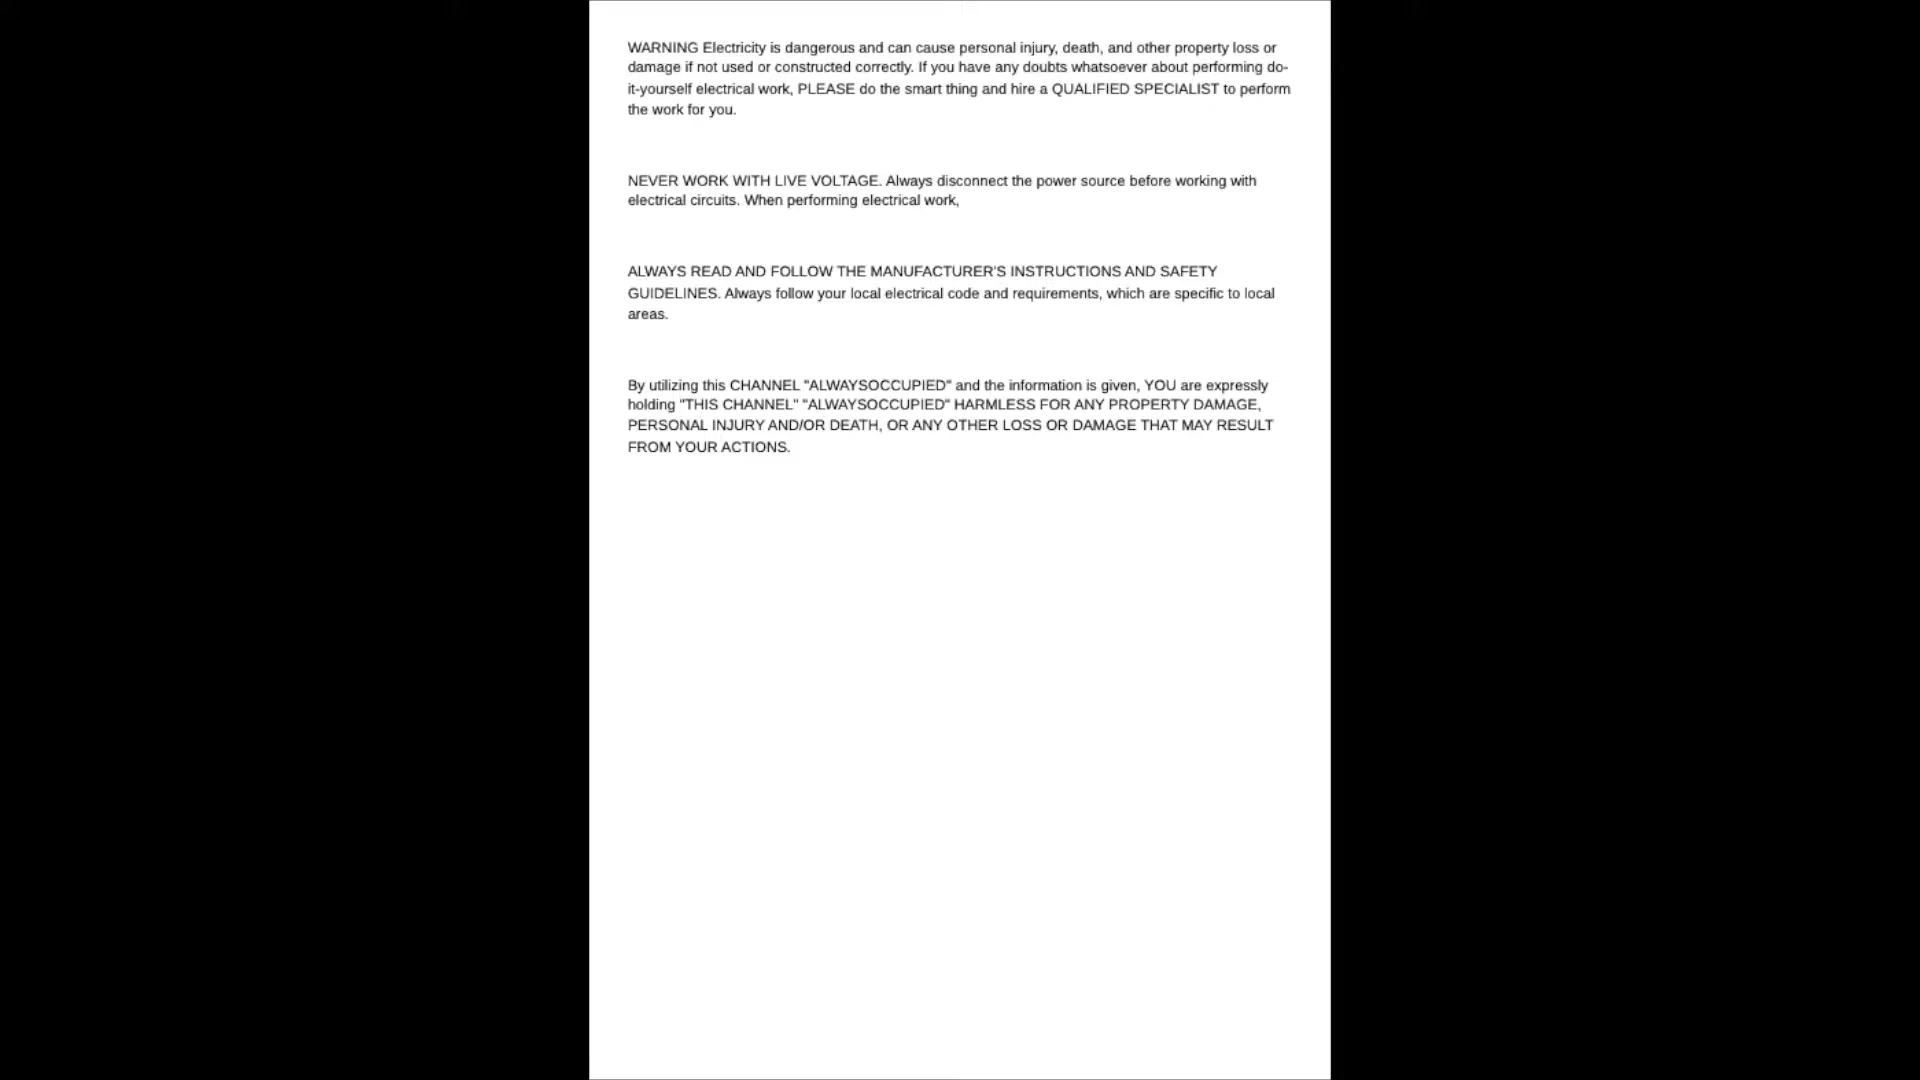 WARNING Electricity is dangerous and can cause personal injury, death, and other property loss or
damage if not used or constructed correctly. If you have any doubts whatsoever about performing do-
it-yourself electrical work, PLEASE do the smart thing and hire a QUALIFIED SPECIALIST to perform
the work for you.
NEVER WORK WITH LIVE VOLTAGE. Always disconnect the power source before working with
electrical circuits. When performing electrical work,
ALWAYS READ AND FOLLOW THE MANUFACTURER'S INSTRUCTIONS AND SAFETY
GUIDELINES. Always follow your local electrical code and requirements, which are specific to local
areas.
By utilizing this CHANNEL "ALWAYSOCCUPIED" and the information is given, YOU are expressly
holding "THIS CHANNEL" "ALWAYSOCCUPIED" HARMLESS FOR ANY PROPERTY DAMAGE,
PERSONAL INJURY AND/OR DEATH, OR ANY OTHER LOSS OR DAMAGE THAT MAY RESULT
FROM YOUR ACTIONS.